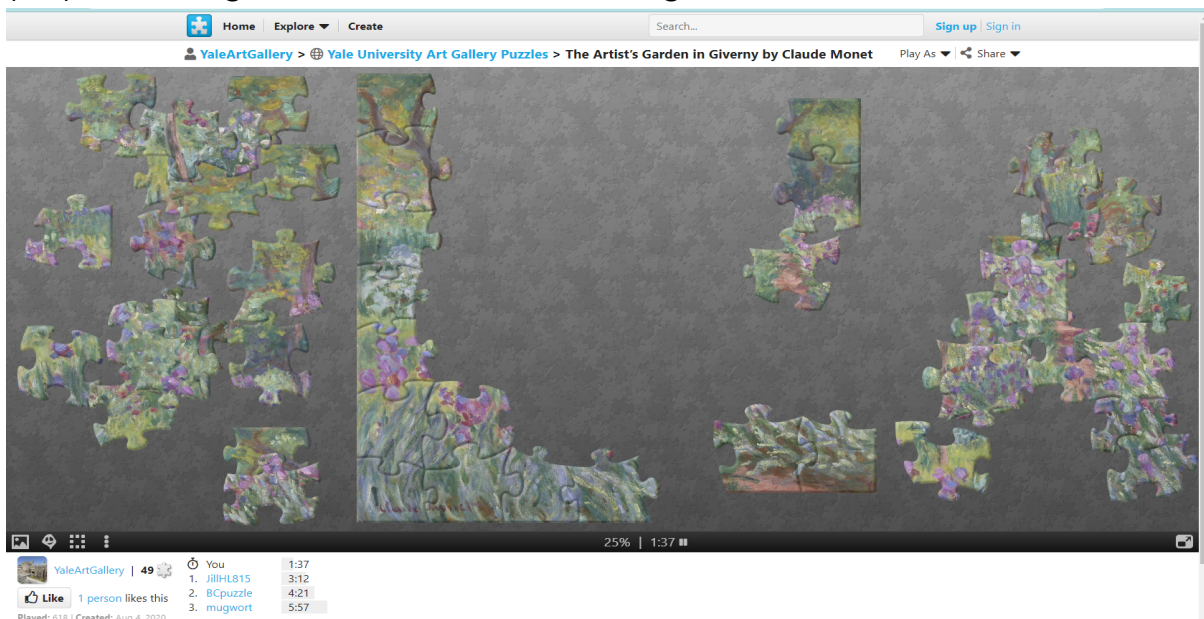 Home Explore Create Search... Sign up Sign in
YaleArtGallery > Yale University Art Gallery Puzzles > The Artist's Garden in Giverny by Claude Monet Play As Share
25% | 1:37
YaleArtGallery | 49
Like 1 person likes this
Played: 618 | Created: Aug 4, 2020
You 1:37
1. JillHL815 3:12
2. BCpuzzle 4:21
3. mugwort 5:57